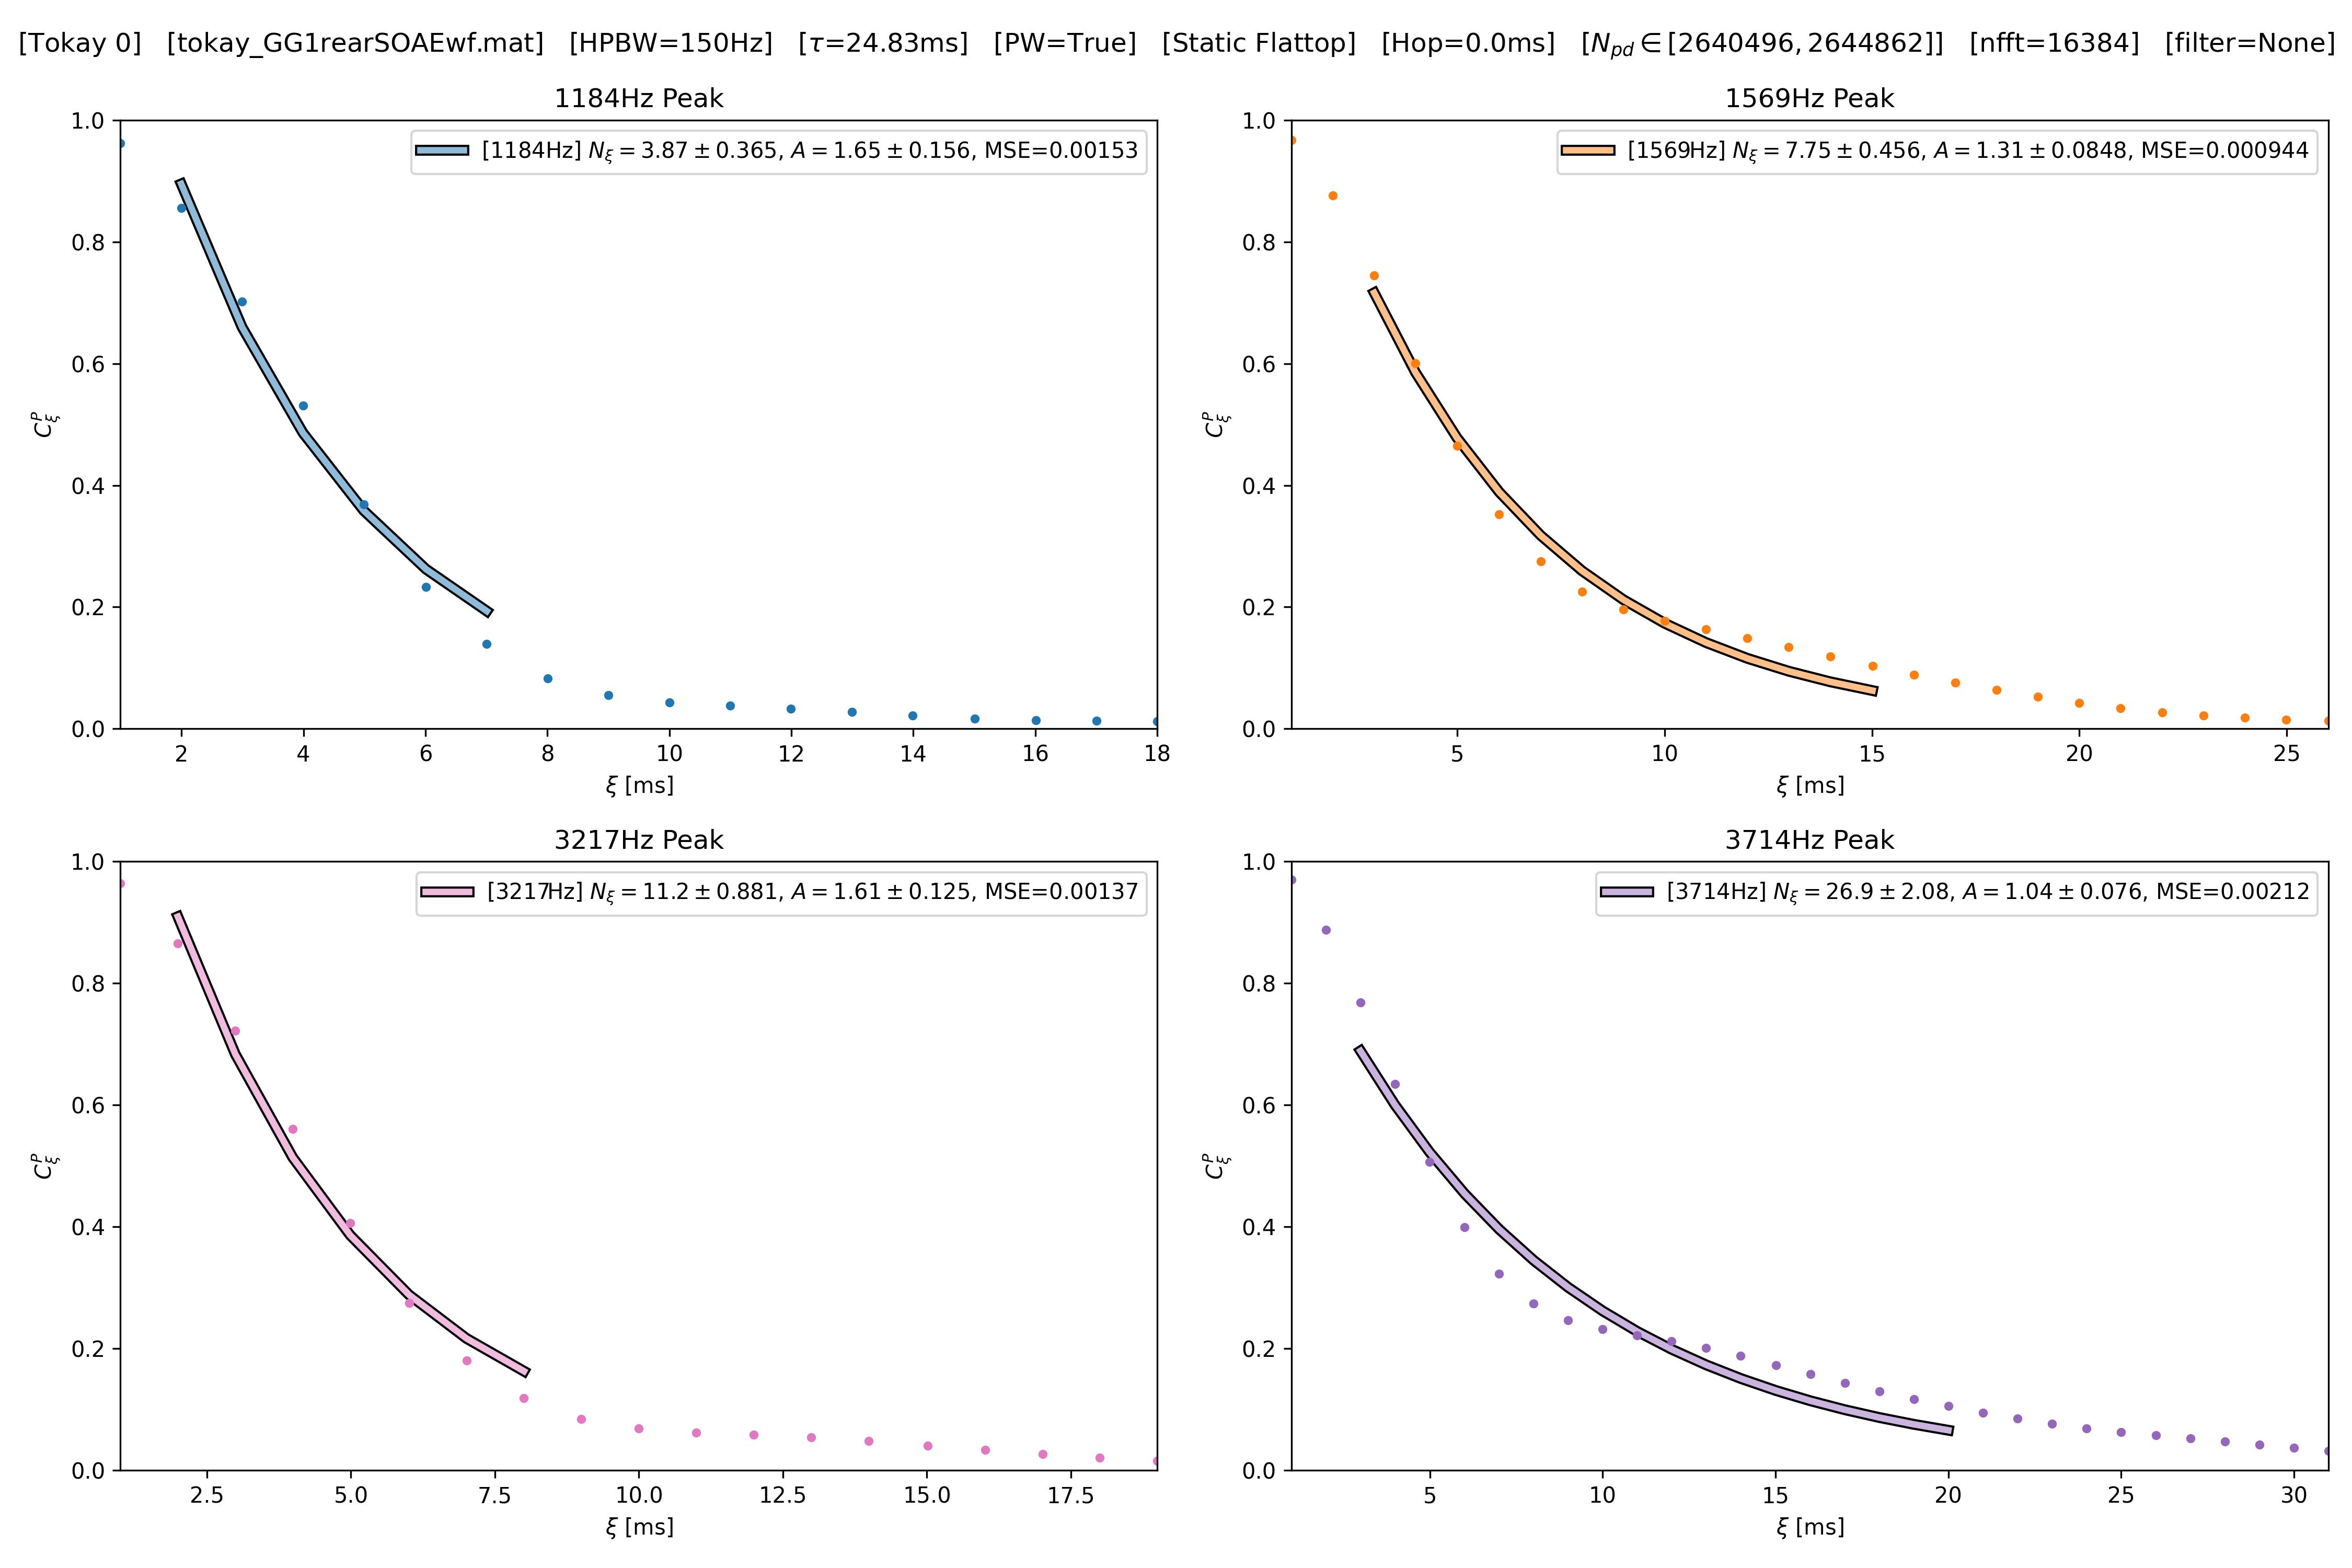 [Tokay 0] [tokay_GG1rearSOAEwf.mat] [HPBW=150Hz] [τ=24.83ms] [PW=True] [Static Flattop] [Hop=0.0ms] [N_pd ∈ [2640496, 2644862]] [nfft=16384] [filter=None]
1184Hz Peak
[1184Hz] N_ξ = 3.87 ± 0.365, A = 1.65 ± 0.156, MSE=0.00153
1.0
0.8
0.6
0.4
0.2
0.0
C_ξ^P
2 4 6 8 10 12 14 16 18
ξ [ms]
1569Hz Peak
[1569Hz] N_ξ = 7.75 ± 0.456, A = 1.31 ± 0.0848, MSE=0.000944
1.0
0.8
0.6
0.4
0.2
0.0
C_ξ^P
5 10 15 20 25
ξ [ms]
3217Hz Peak
[3217Hz] N_ξ = 11.2 ± 0.881, A = 1.61 ± 0.125, MSE=0.00137
1.0
0.8
0.6
0.4
0.2
0.0
C_ξ^P
2.5 5.0 7.5 10.0 12.5 15.0 17.5
ξ [ms]
3714Hz Peak
[3714Hz] N_ξ = 26.9 ± 2.08, A = 1.04 ± 0.076, MSE=0.00212
1.0
0.8
0.6
0.4
0.2
0.0
C_ξ^P
5 10 15 20 25 30
ξ [ms]